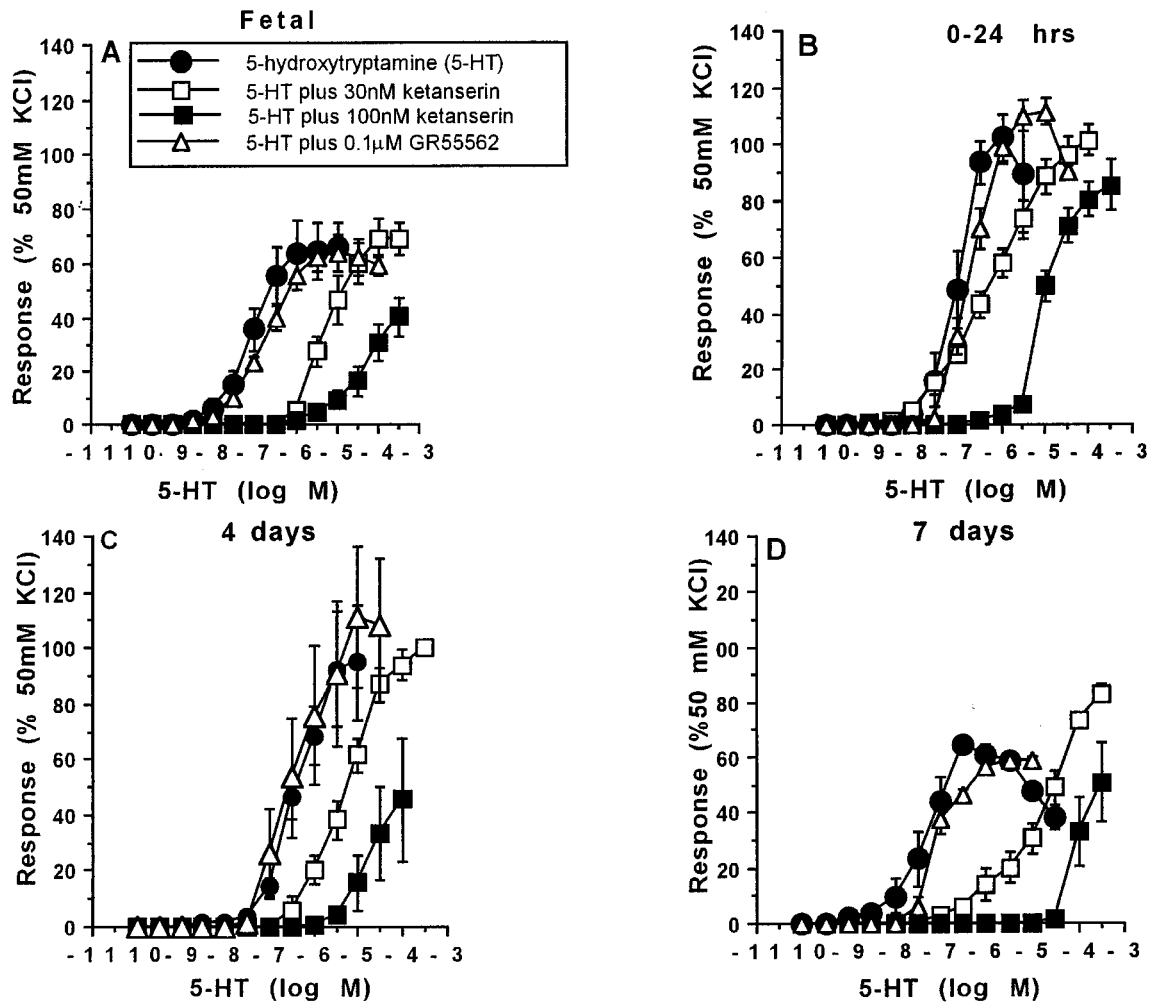 Fetal
A
5-hydroxytryptamine (5-HT)
5-HT plus 30nM ketanserin
5-HT plus 100nM ketanserin
5-HT plus 0.1µM GR55562
Response (% 50mM KCl)
140
120
100
80
60
40
20
0
- 1 1 1 0 - 9 - 8 - 7 - 6 - 5 - 4 - 3
5-HT (log M)
0-24 hrs
B
Response (% 50mM KCl)
140
120
100
80
60
40
20
0
- 1 1 1 0 - 9 - 8 - 7 - 6 - 5 - 4 - 3
5-HT (log M)
4 days
C
Response (% 50mM KCl)
140
120
100
80
60
40
20
0
- 1 1 1 0 - 9 - 8 - 7 - 6 - 5 - 4 - 3
5-HT (log M)
7 days
D
Response (%50 mM KCl)
140
20
00
80
60
40
20
0
- 1 1 1 0 - 9 - 8 - 7 - 6 - 5 - 4 - 3
5-HT (log M)